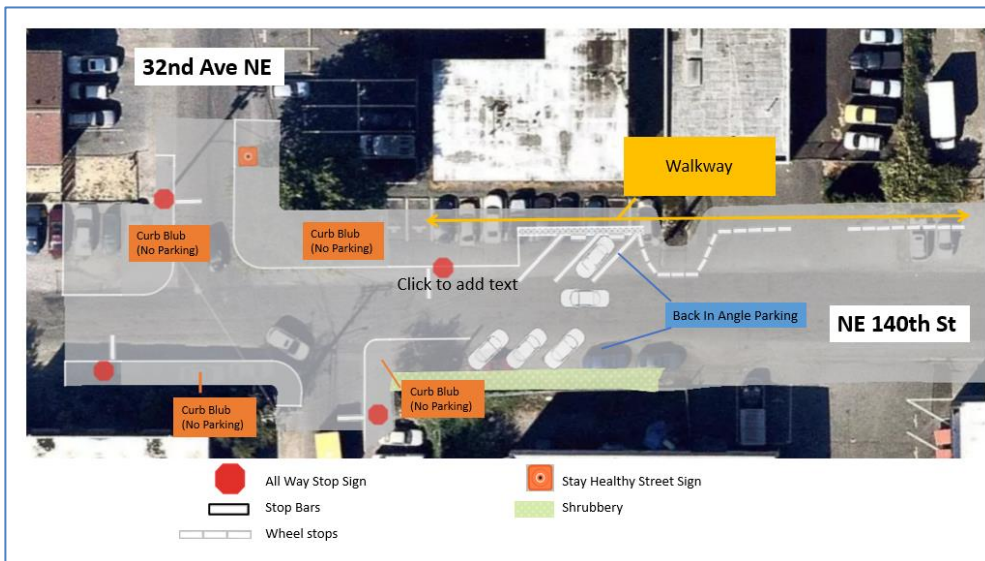 32nd Ave NE
Walkway
Curb Blub
(No Parking)
Curb Blub
(No Parking)
Click to add text
Back In Angle Parking
NE 140th St
Curb Blub
(No Parking)
Curb Blub
(No Parking)
All Way Stop Sign
Stay Healthy Street Sign
Stop Bars
Shrubbery
Wheel stops